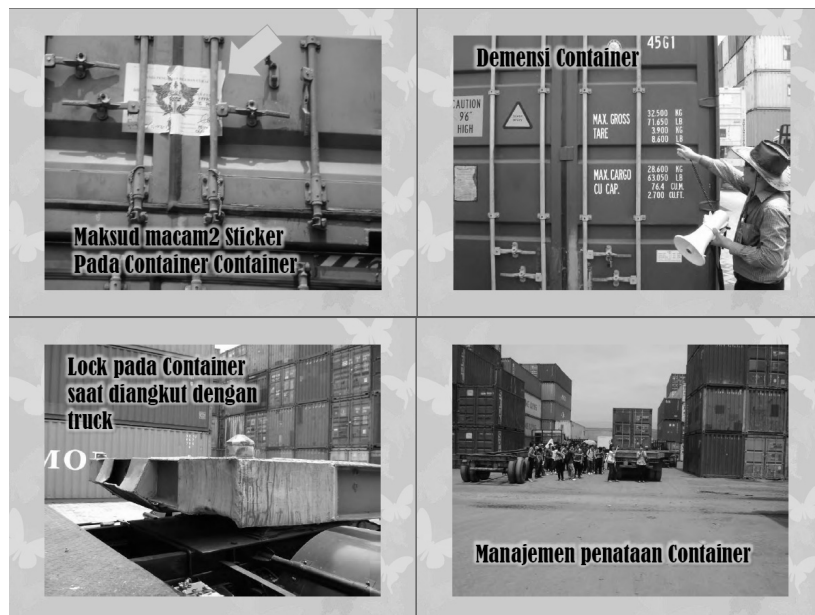 Maksud macam2 Sticker
Pada Container Container
Demensi Container
45G1
CAUTION
96"
HIGH
MAX. GROSS
TARE
32.500 KG
71.650 LB
3.900 KG
8.600 LB
MAX. CARGO
CU CAP.
28.600 KG
63.050 LB
76.4 CU.M.
2.700 CU.FT.
Lock pada Container
saat diangkut dengan
truck
MO
Manajemen penataan Container